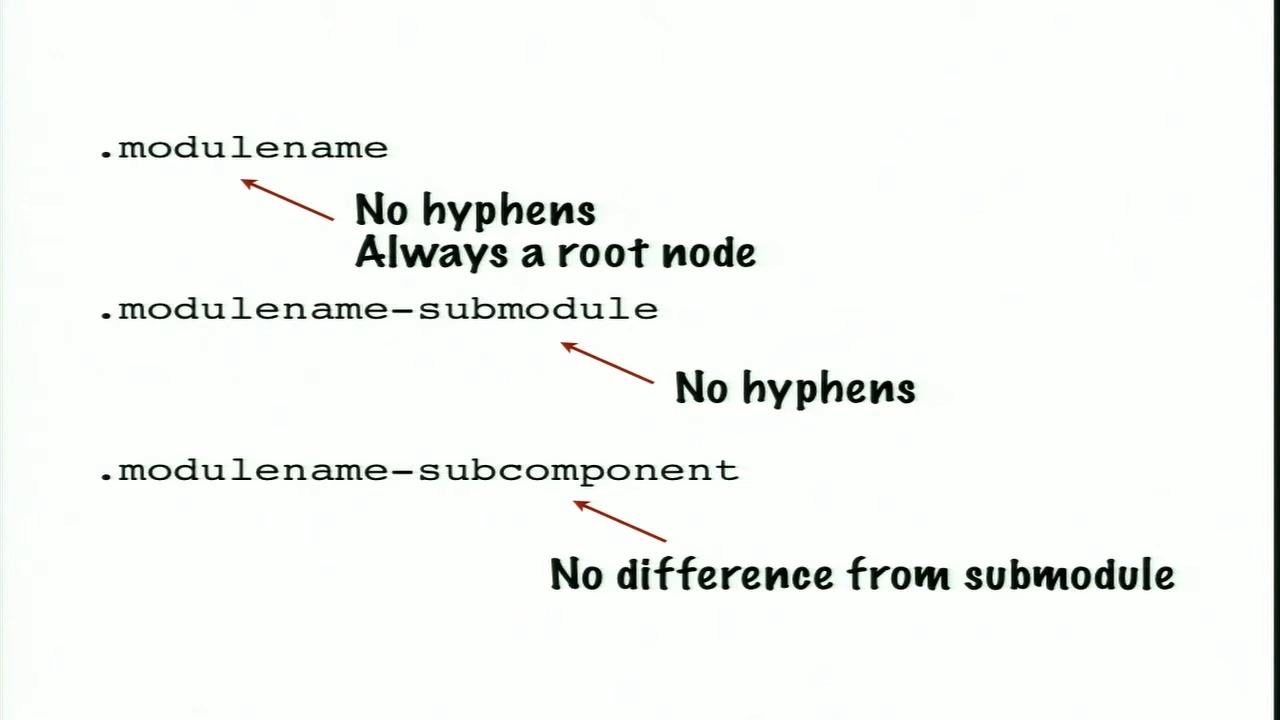 .modulename
No hyphens
Always a root node
.modulename-submodule
No hyphens
.modulename-subcomponent
No difference from submodule